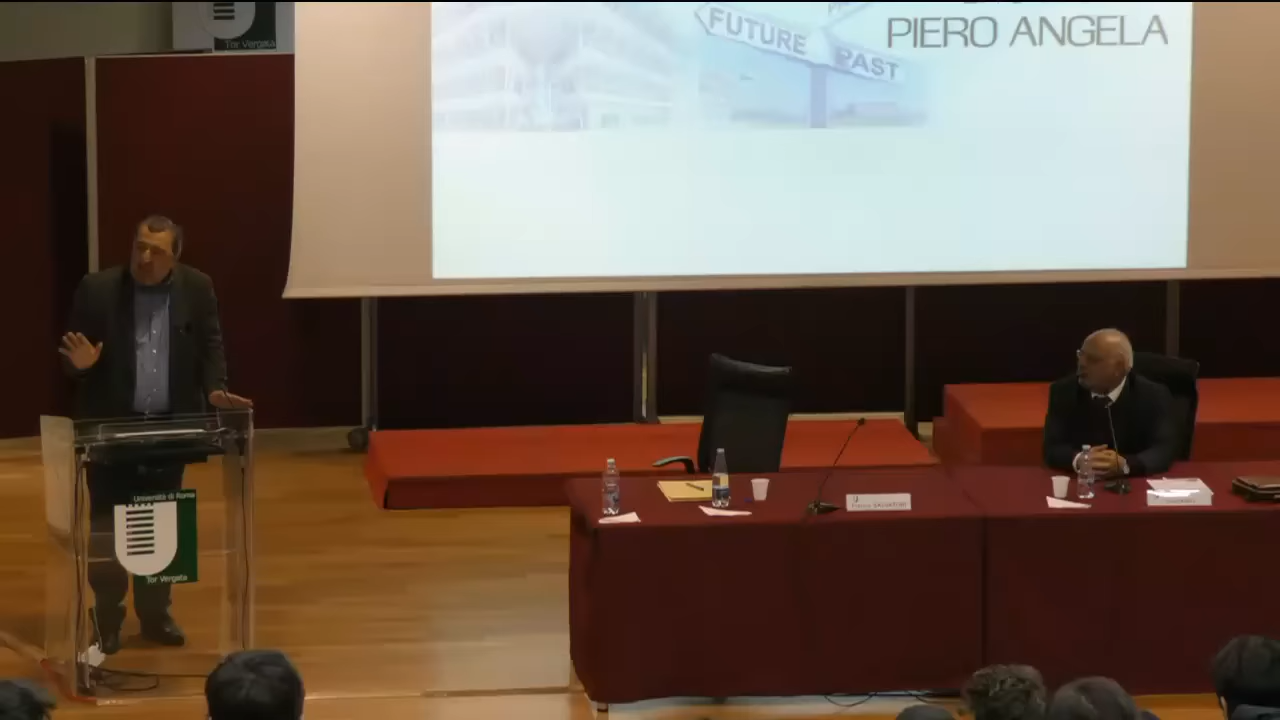 Tor Vergata
FUTURE
PAST
PIERO ANGELA
Università di Roma
Tor Vergata